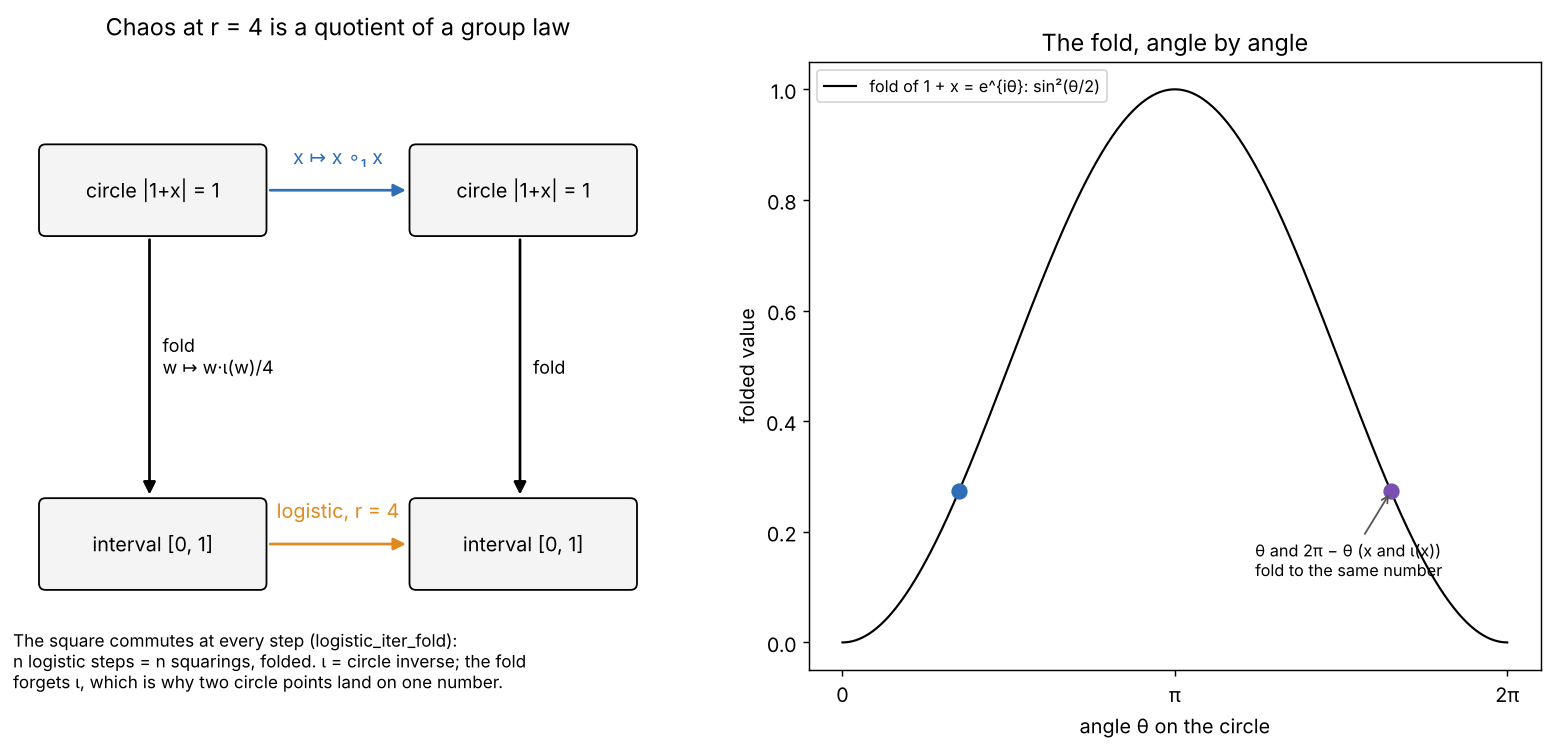 Chaos at r = 4 is a quotient of a group law
circle |1+x| = 1
x ↦ x ∘₁ x
circle |1+x| = 1
fold
w ↦ w·ι(w)/4
fold
interval [0, 1]
logistic, r = 4
interval [0, 1]
The square commutes at every step (logistic_iter_fold):
n logistic steps = n squarings, folded. ι = circle inverse; the fold
forgets ι, which is why two circle points land on one number.
The fold, angle by angle
fold of 1 + x = e^{iθ}: sin²(θ/2)
folded value
1.0
0.8
0.6
0.4
0.2
0.0
θ and 2π − θ (x and ι(x))
fold to the same number
0
π
2π
angle θ on the circle